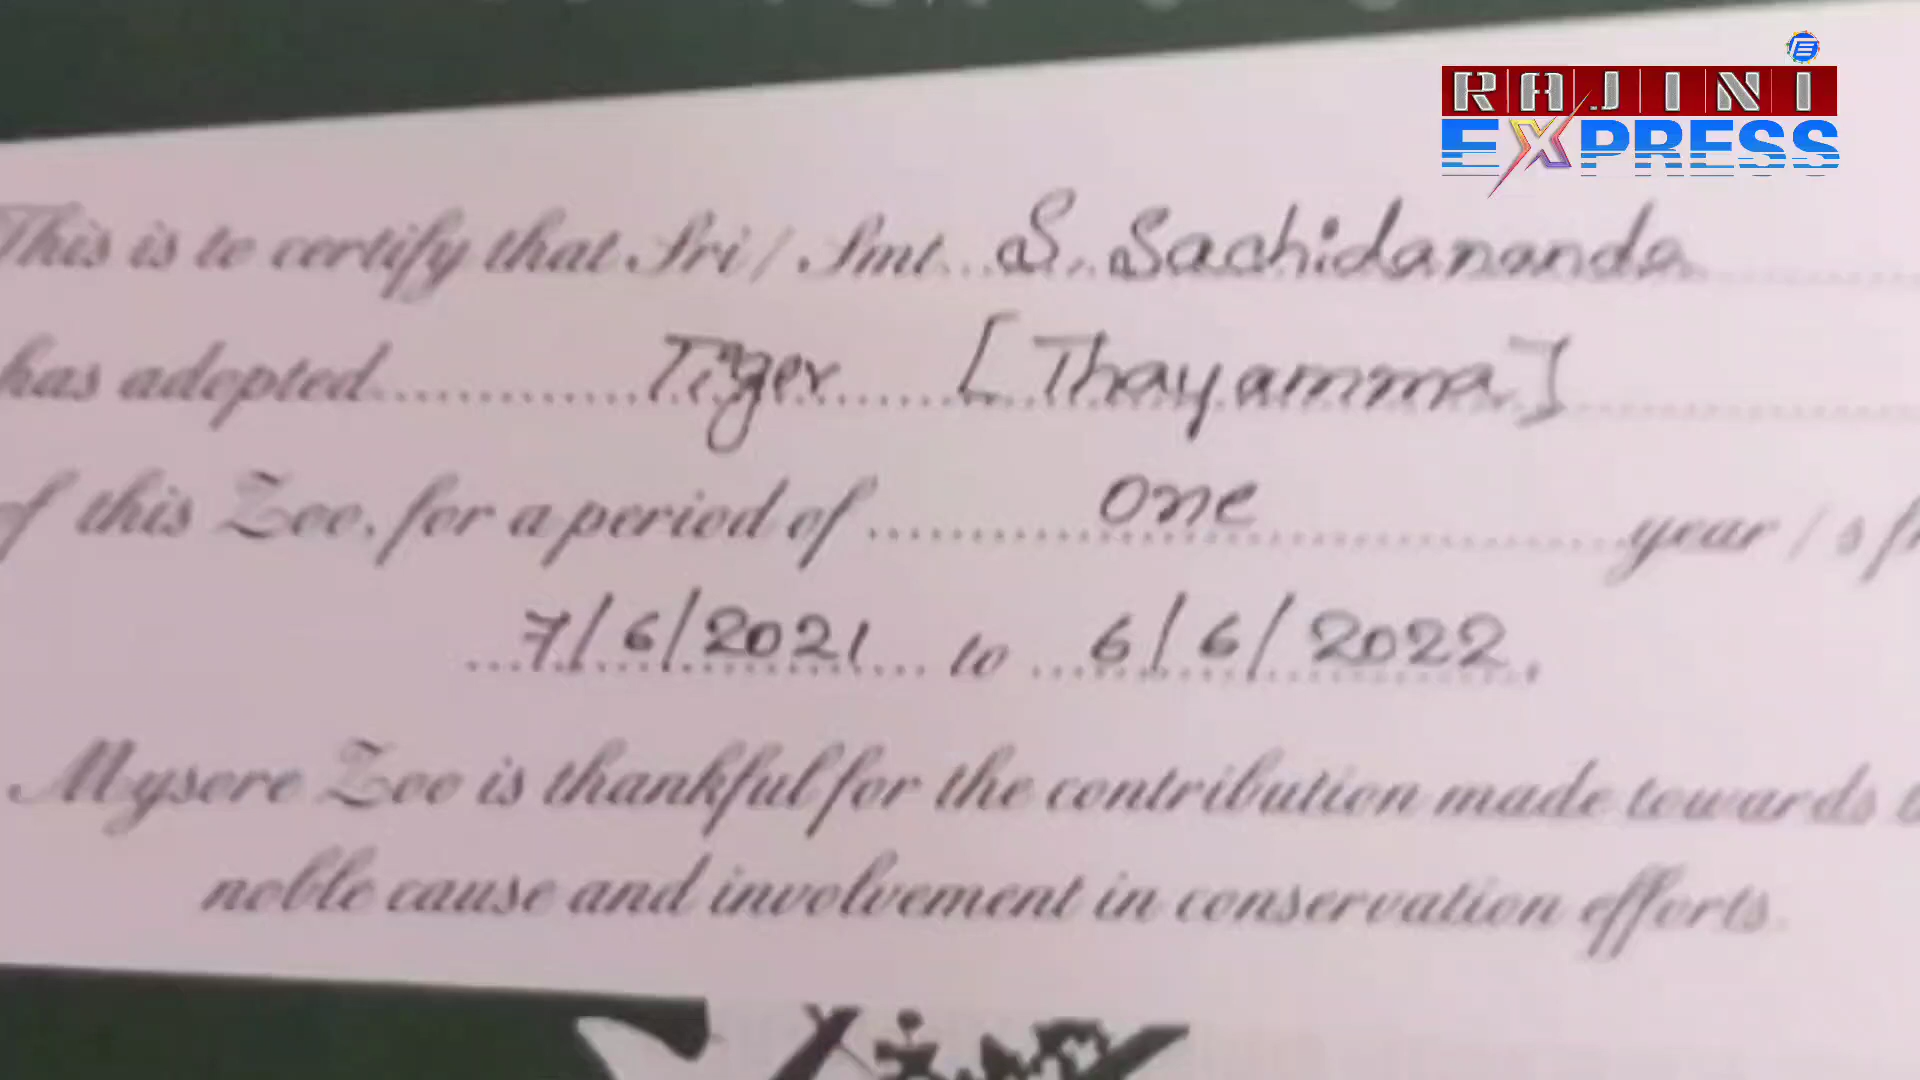 RAJINI
EXPRESS
This is to certify that Sri / Smt. S. Sachidananda
has adopted Tiger [Thayamma]
of this Zoo, for a period of one year / s
7/6/2021 to 6/6/2022.
Mysore Zoo is thankful for the contribution made towards
noble cause and involvement in conservation efforts.